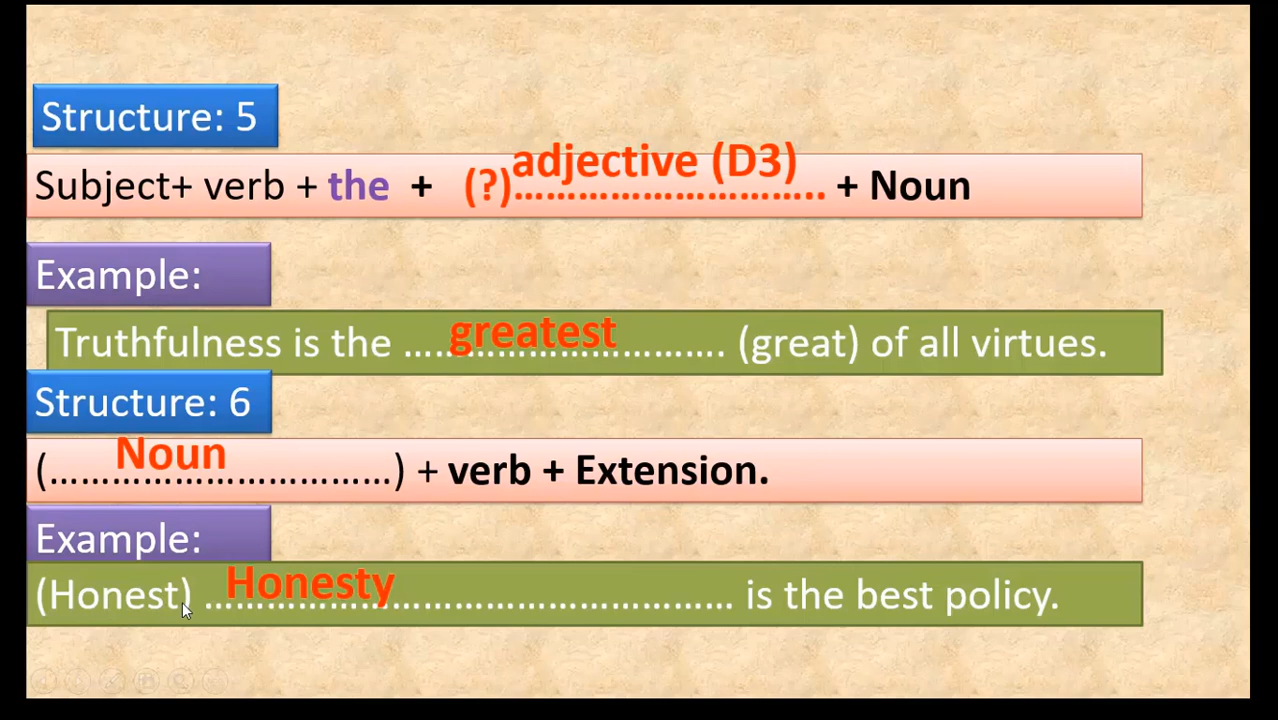 Structure: 5
adjective (D3)
Subject+ verb + the + (?)……………………….. + Noun
Example:
greatest
Truthfulness is the …………………………. (great) of all virtues.
Structure: 6
Noun
(……………………………) + verb + Extension.
Example:
Honesty
(Honest) …………………………………………… is the best policy.